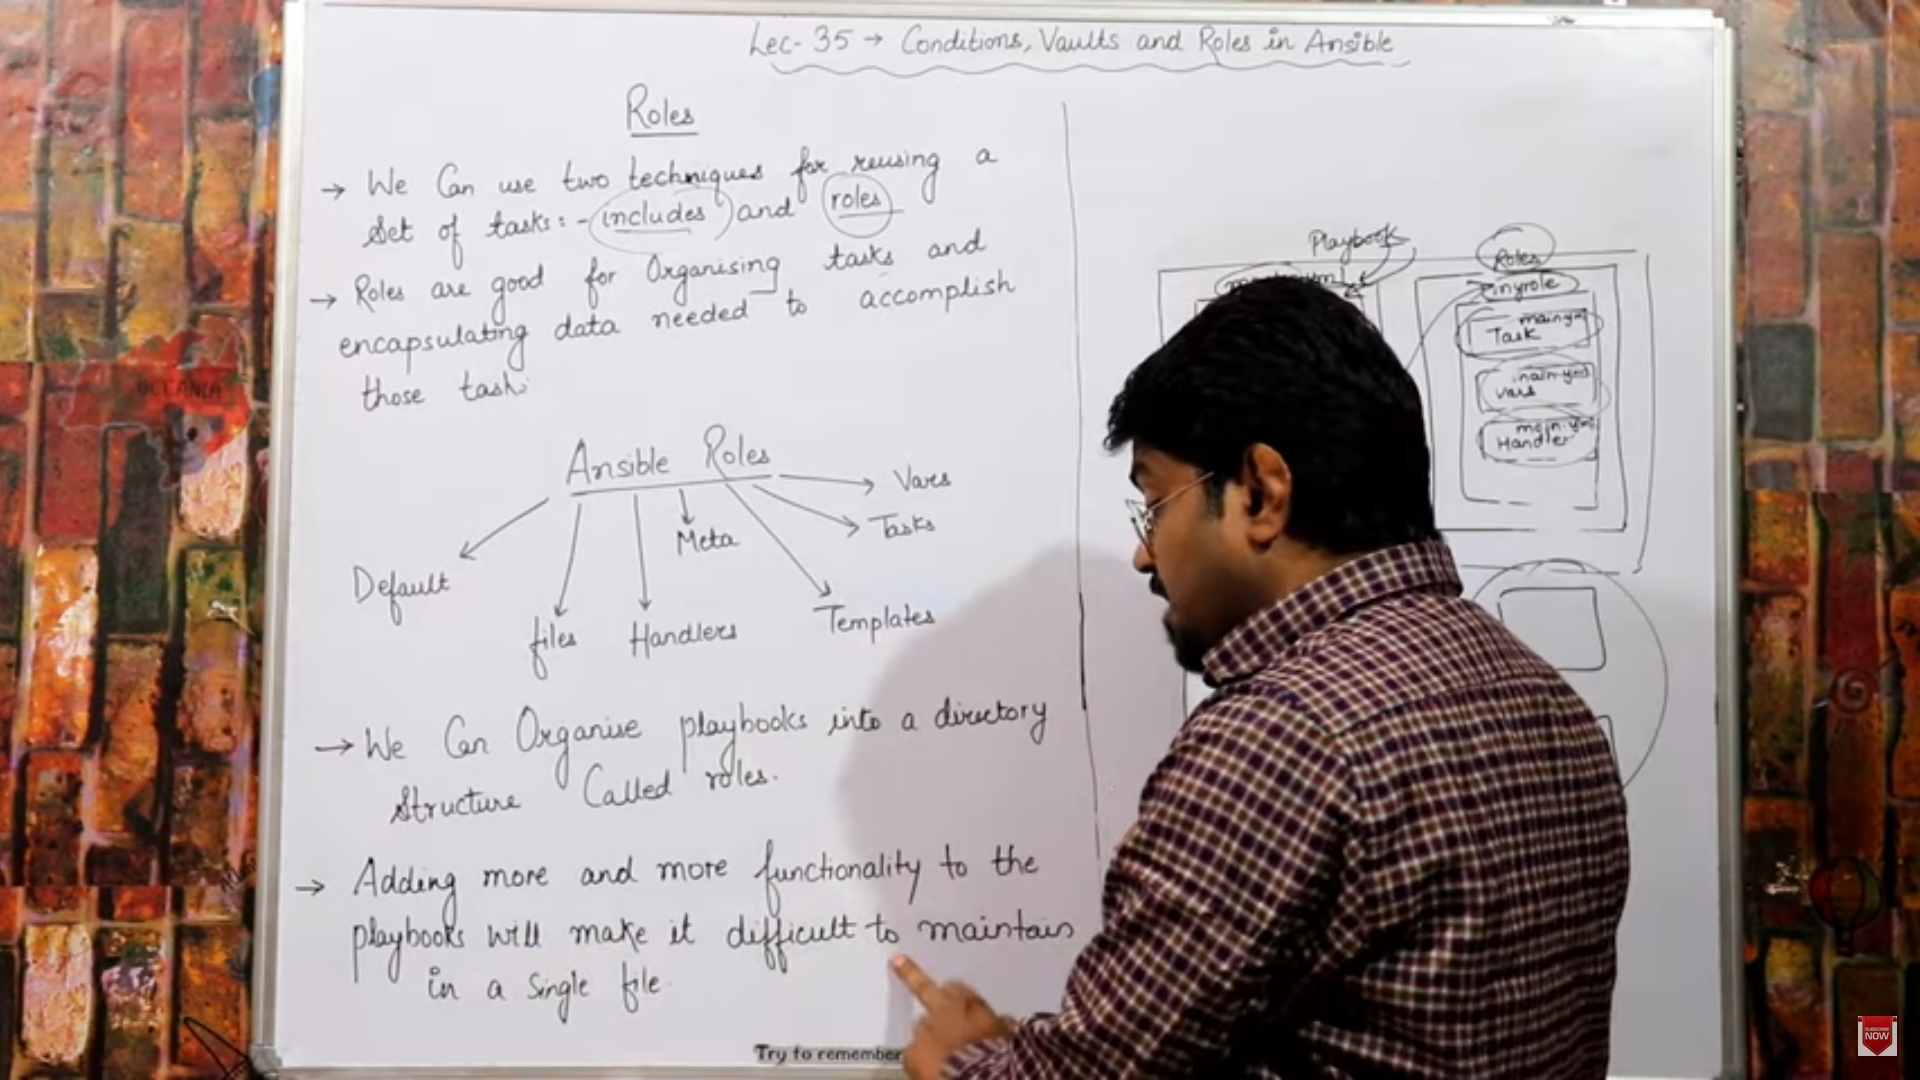 Lec- 35 → Conditions, Vaults and Roles in Ansible
Roles
→ We Can use two techniques for reusing a
Set of tasks: - includes and roles
→ Roles are good for Organising tasks and
encapsulating data needed to accomplish
those task
Ansible Roles
Default
files
Handlers
Meta
Templates
Tasks
Vars
→ We Can Organise playbooks into a directory
Structure Called roles.
→ Adding more and more functionality to the
playbooks will make it difficult to maintain
in a single file.
Playbook
Roles
myrole
main.ym
Task
main.yml
vars
main.yml
Handler
OCEANIA
Try to remember
SUBSCRIBE
NOW